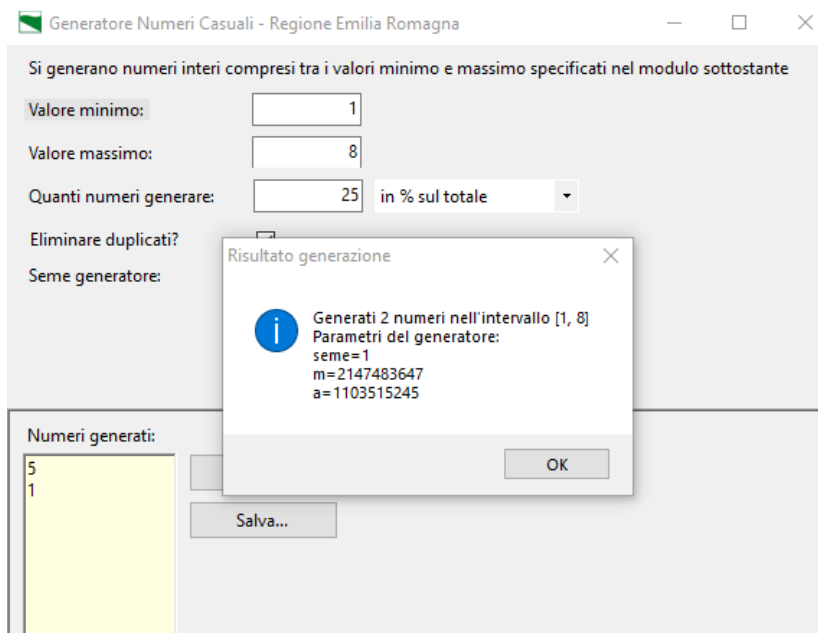 Generatore Numeri Casuali - Regione Emilia Romagna
Si generano numeri interi compresi tra i valori minimo e massimo specificati nel modulo sottostante
Valore minimo: 1
Valore massimo: 8
Quanti numeri generare: 25 in % sul totale
Eliminare duplicati?
Seme generatore:
Risultato generazione
Generati 2 numeri nell'intervallo [1, 8]
Parametri del generatore:
seme=1
m=2147483647
a=1103515245
OK
Numeri generati:
5
1
Salva...